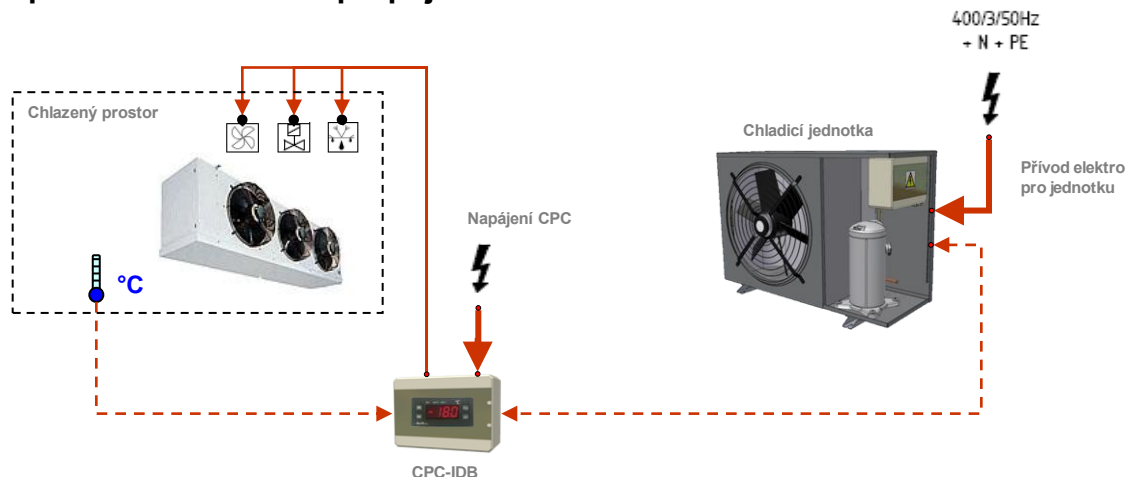 400/3/50Hz
+ N + PE
Chlazený prostor
Chladicí jednotka
Přívod elektro
pro jednotku
Napájení CPC
°C
-18.0
°C
CPC-IDB